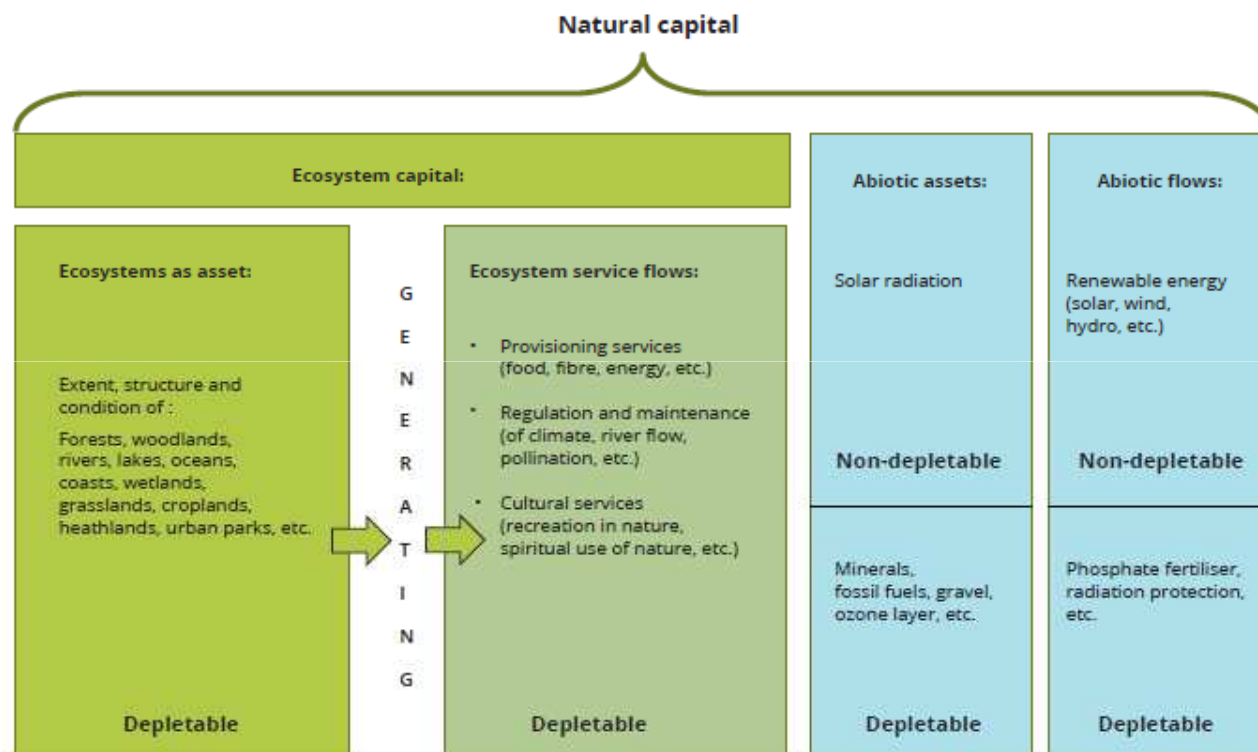 Natural capital
Ecosystem capital:
Ecosystems as asset:
Extent, structure and
condition of :
Forests, woodlands,
rivers, lakes, oceans,
coasts, wetlands,
grasslands, croplands,
heathlands, urban parks, etc.
Depletable
G
E
N
E
R
A
T
I
N
G
Ecosystem service flows:
• Provisioning services
(food, fibre, energy, etc.)
• Regulation and maintenance
(of climate, river flow,
pollination, etc.)
• Cultural services
(recreation in nature,
spiritual use of nature, etc.)
Depletable
Abiotic assets:
Solar radiation
Non-depletable
Minerals,
fossil fuels, gravel,
ozone layer, etc.
Depletable
Abiotic flows:
Renewable energy
(solar, wind,
hydro, etc.)
Non-depletable
Phosphate fertiliser,
radiation protection,
etc.
Depletable